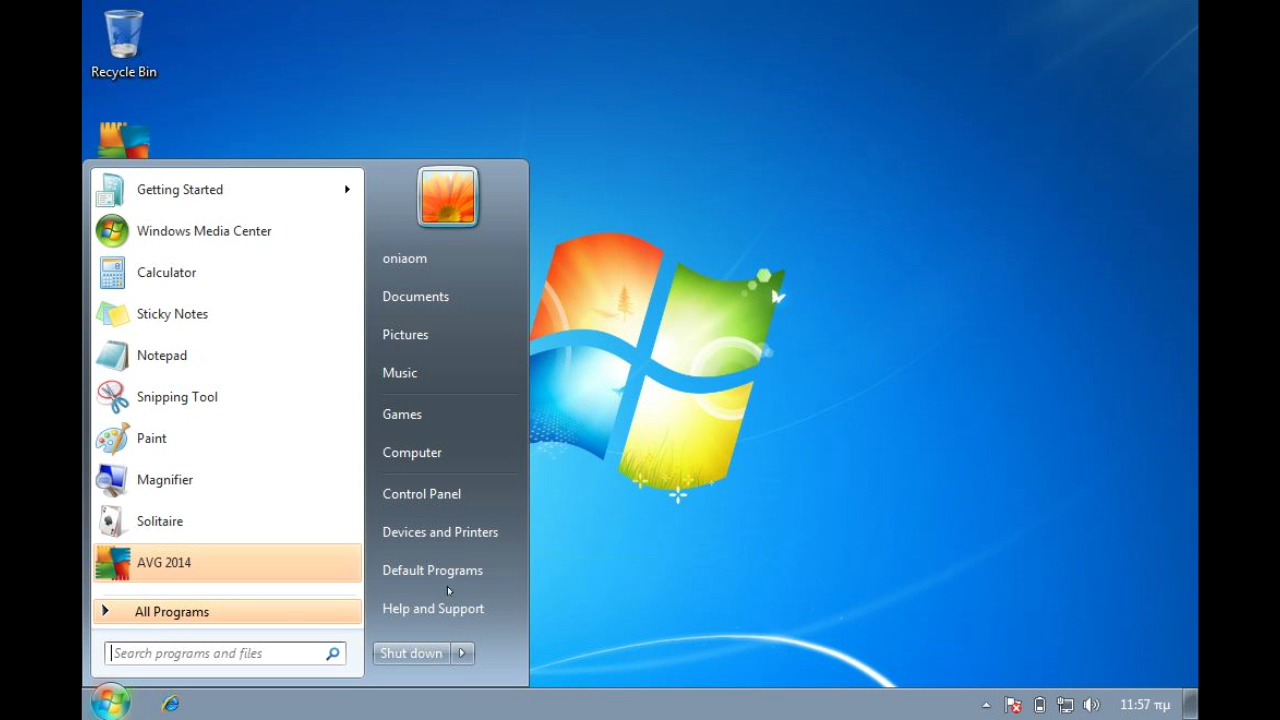 Recycle Bin
Getting Started
Windows Media Center
Calculator
Sticky Notes
Notepad
Snipping Tool
Paint
Magnifier
Solitaire
AVG 2014
All Programs
Search programs and files
oniaom
Documents
Pictures
Music
Games
Computer
Control Panel
Devices and Printers
Default Programs
Help and Support
Shut down
11:57 πμ